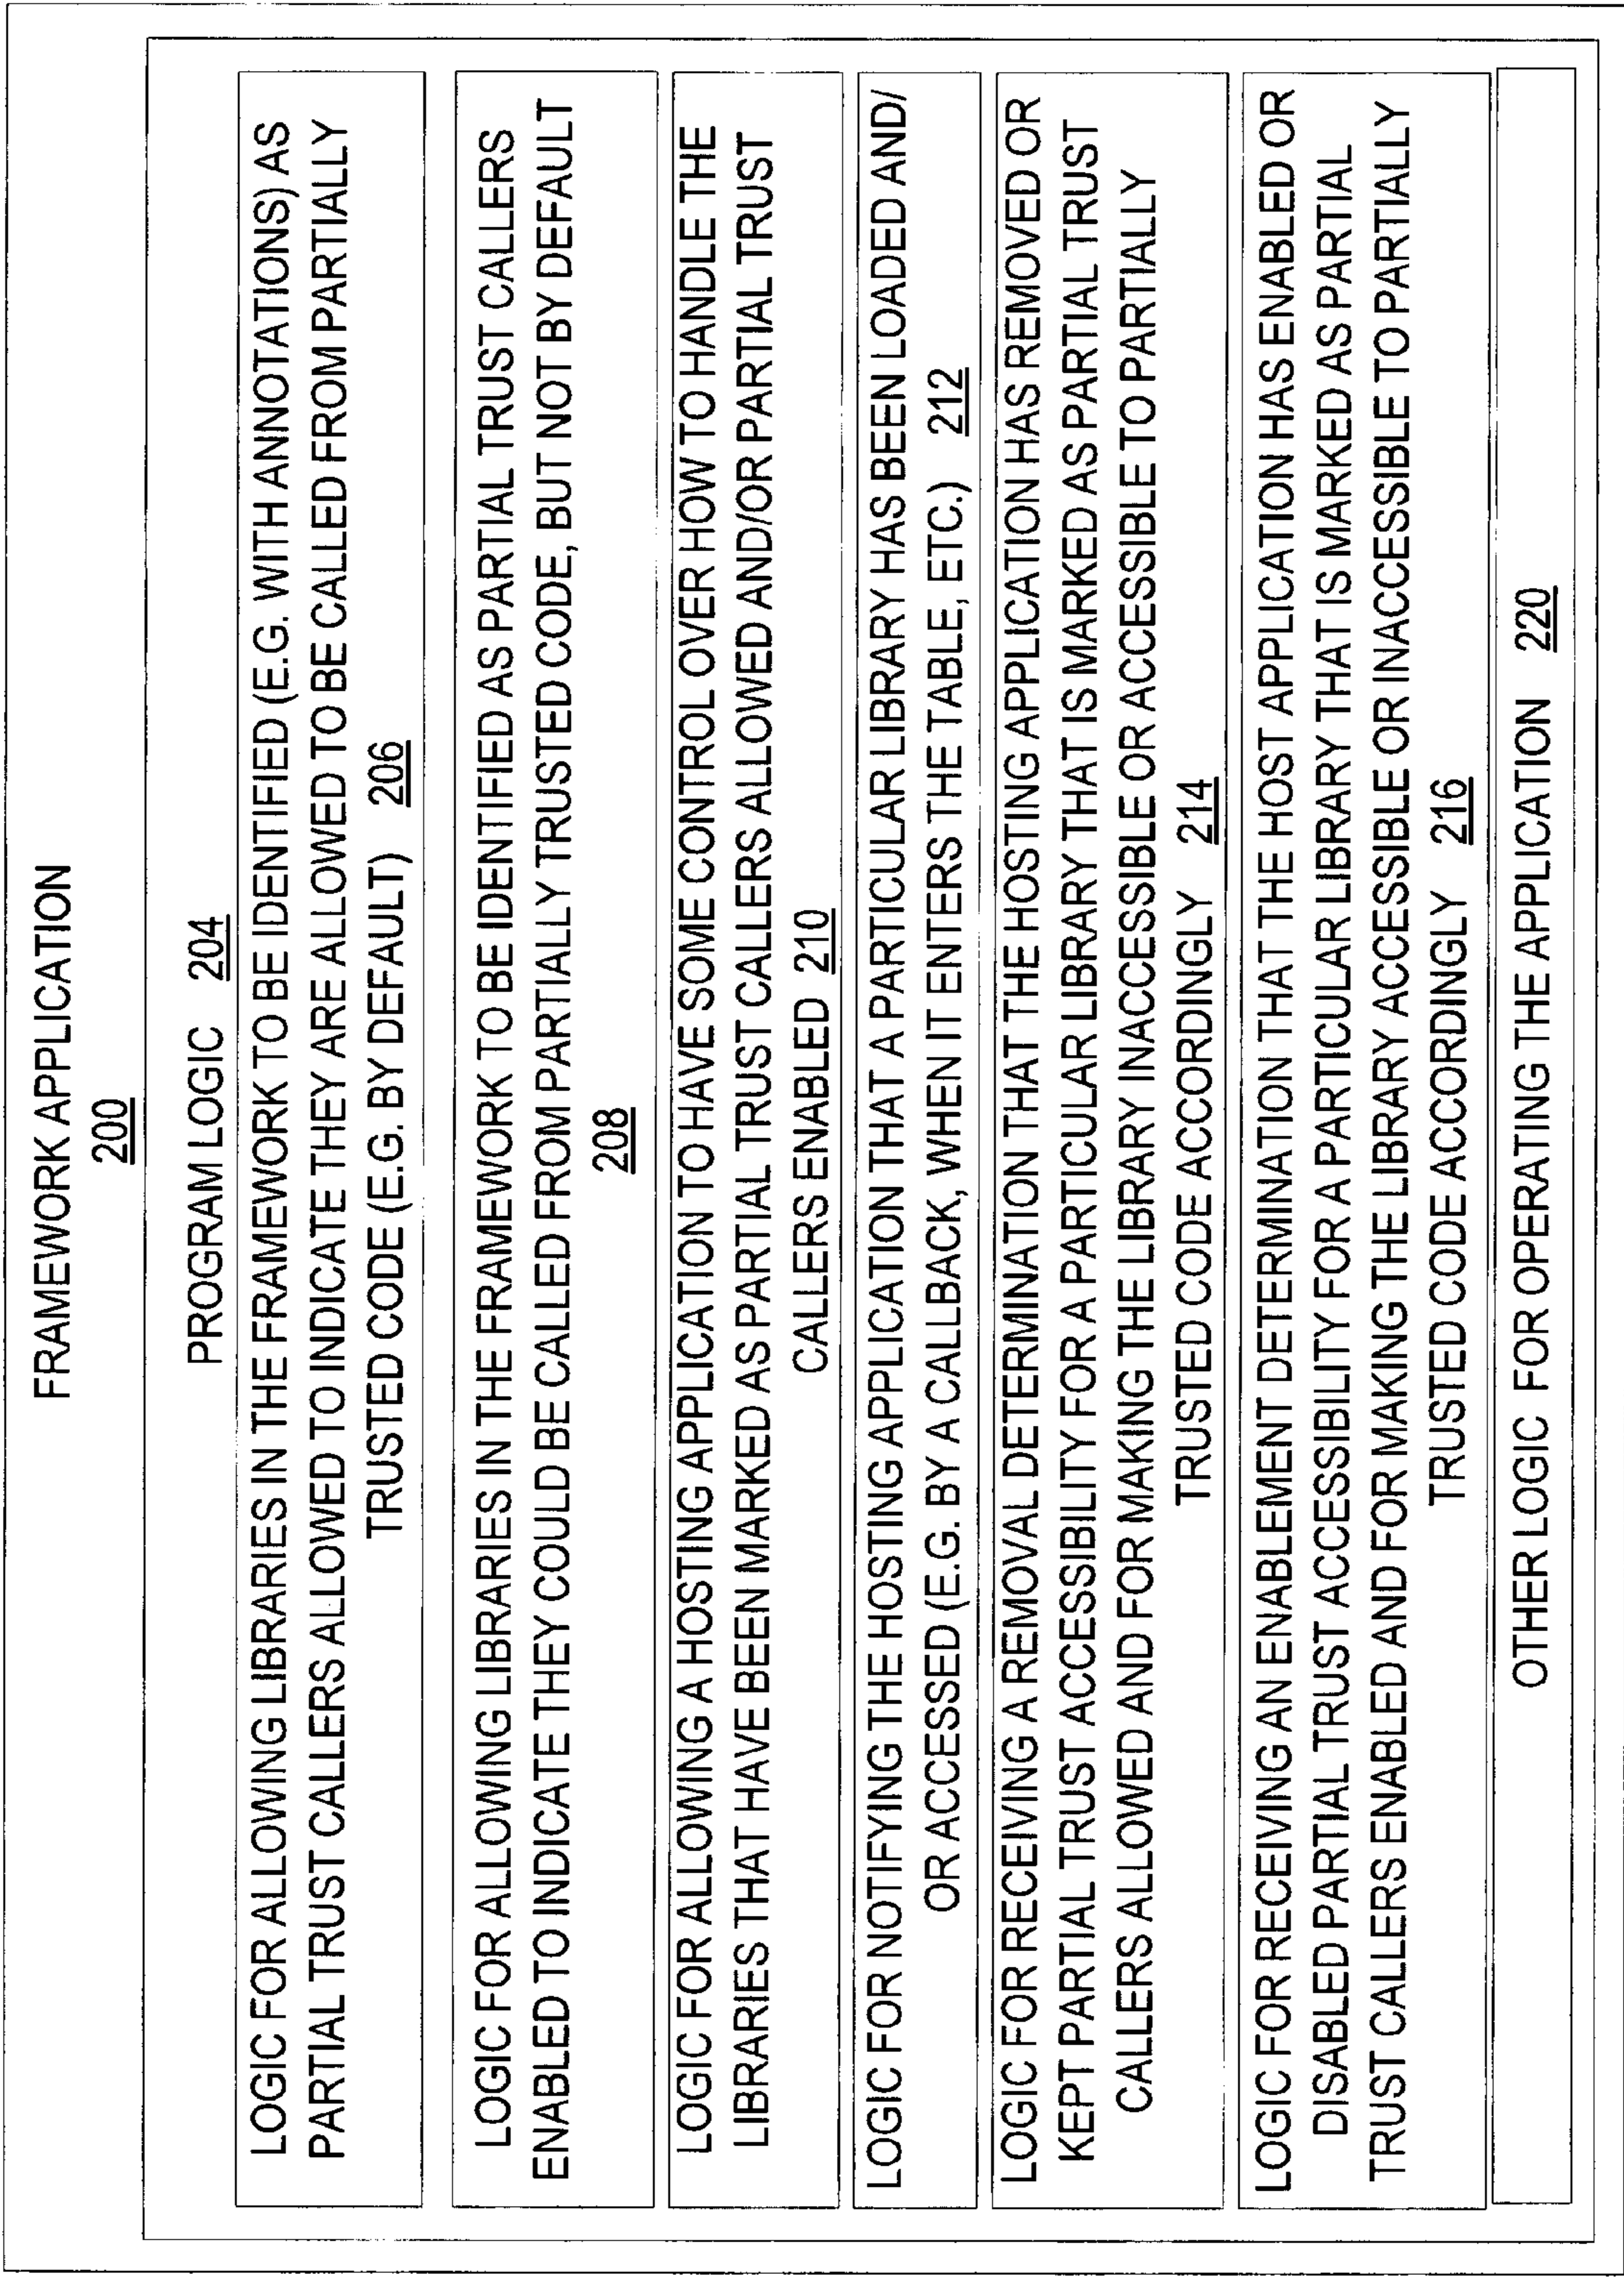 FRAMEWORK APPLICATION
200
PROGRAM LOGIC 204
LOGIC FOR ALLOWING LIBRARIES IN THE FRAMEWORK TO BE IDENTIFIED (E.G. WITH ANNOTATIONS) AS
PARTIAL TRUST CALLERS ALLOWED TO INDICATE THEY ARE ALLOWED TO BE CALLED FROM PARTIALLY
TRUSTED CODE (E.G. BY DEFAULT) 206
LOGIC FOR ALLOWING LIBRARIES IN THE FRAMEWORK TO BE IDENTIFIED AS PARTIAL TRUST CALLERS
ENABLED TO INDICATE THEY COULD BE CALLED FROM PARTIALLY TRUSTED CODE, BUT NOT BY DEFAULT
208
LOGIC FOR ALLOWING A HOSTING APPLICATION TO HAVE SOME CONTROL OVER HOW TO HANDLE THE
LIBRARIES THAT HAVE BEEN MARKED AS PARTIAL TRUST CALLERS ALLOWED AND/OR PARTIAL TRUST
CALLERS ENABLED 210
LOGIC FOR NOTIFYING THE HOSTING APPLICATION THAT A PARTICULAR LIBRARY HAS BEEN LOADED AND/
OR ACCESSED (E.G. BY A CALLBACK, WHEN IT ENTERS THE TABLE, ETC.) 212
LOGIC FOR RECEIVING A REMOVAL DETERMINATION THAT THE HOSTING APPLICATION HAS REMOVED OR
KEPT PARTIAL TRUST ACCESSIBILITY FOR A PARTICULAR LIBRARY THAT IS MARKED AS PARTIAL TRUST
CALLERS ALLOWED AND FOR MAKING THE LIBRARY INACCESSIBLE OR ACCESSIBLE TO PARTIALLY
TRUSTED CODE ACCORDINGLY 214
LOGIC FOR RECEIVING AN ENABLEMENT DETERMINATION THAT THE HOST APPLICATION HAS ENABLED OR
DISABLED PARTIAL TRUST ACCESSIBILITY FOR A PARTICULAR LIBRARY THAT IS MARKED AS PARTIAL
TRUST CALLERS ENABLED AND FOR MAKING THE LIBRARY ACCESSIBLE OR INACCESSIBLE TO PARTIALLY
TRUSTED CODE ACCORDINGLY 216
OTHER LOGIC FOR OPERATING THE APPLICATION 220